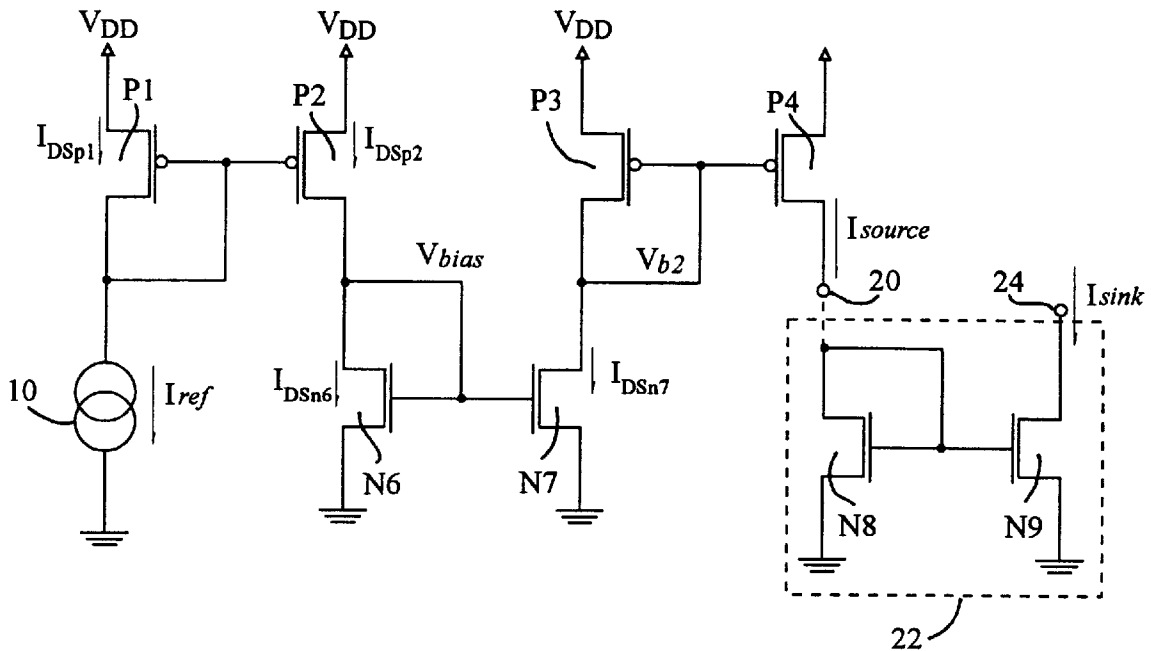 VDD
VDD
VDD
P1
P2
P3
P4
IDSp1
IDSp2
Isource
Vbias
Vb2
20
24
Isink
10
Iref
IDSn6
IDSn7
N6
N7
N8
N9
22